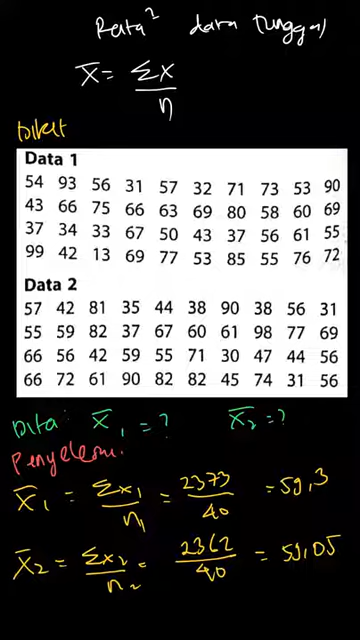 Rata² data tunggal
X̄ = Σx/n
Diket
Data 1
54 93 56 31 57 32 71 73 53 90
43 66 75 66 63 69 80 58 60 69
37 34 33 67 50 43 37 56 61 55
99 42 13 69 77 53 85 55 76 72
Data 2
57 42 81 35 44 38 90 38 56 31
55 59 82 37 67 60 61 98 77 69
66 56 42 59 55 71 30 47 44 56
66 72 61 90 82 82 45 74 31 56
Dita: X̄₁ = ? X̄₂ = ?
Penyelesai:
X̄₁ = Σx₁/n₁ = 2373/40 = 59,3
X̄₂ = Σx₂/n₂ = 2362/40 = 59,05